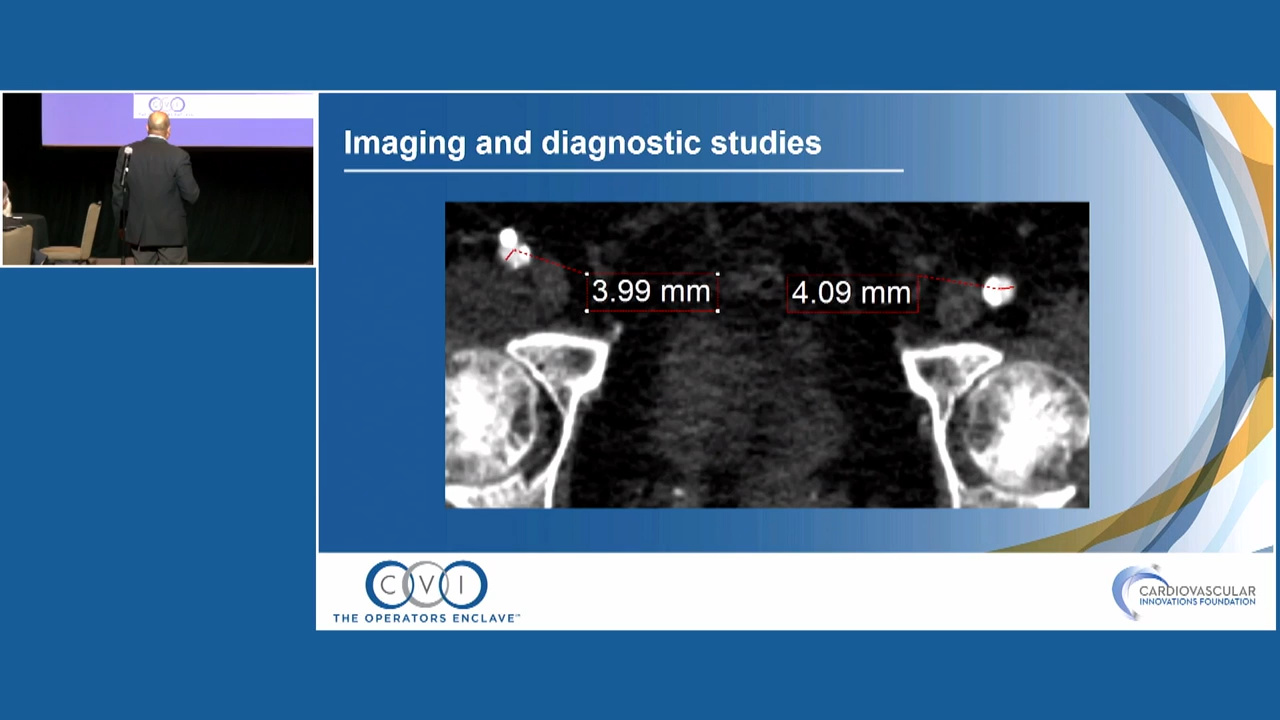 Imaging and diagnostic studies
3.99 mm
4.09 mm
C V I
THE OPERATORS ENCLAVE™
CARDIOVASCULAR
INNOVATIONS FOUNDATION
CVI